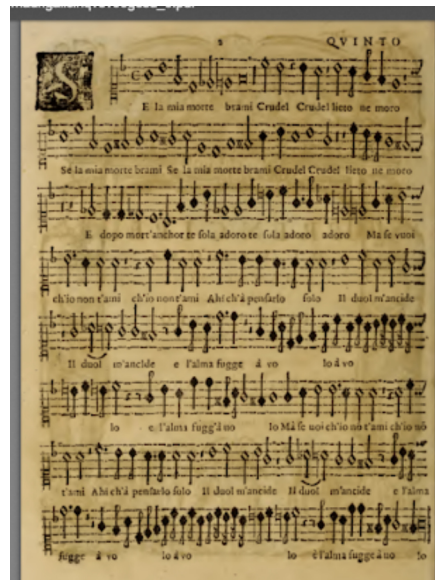 2 QVINTO
S
E la mia morte brami Crudel Crudel lieto ne moro
Se la mia morte brami Se la mia morte brami Crudel Crudel lieto ne moro
E dopo mort'anchor te sola adoro te sola adoro adoro Ma se vuoi
ch'io non t'ami ch'io non t'ami Ahi ch'à pensarlo solo Il duol m'ancide
Il duol m'ancide e l'alma fugge á vo lo á vo
lo e l'alma fugg'á uo lo Má se uoi ch'io nō t'ami ch'io nō
t'ami Ahi ch'á pensarlo solo Il duol m'ancide Il duol m'ancide e l'alma
fugge á vo lo á vo lo è l'alma fugge á uo lo